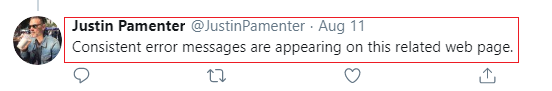 Justin Pamenter @JustinPamenter · Aug 11
Consistent error messages are appearing on this related web page.